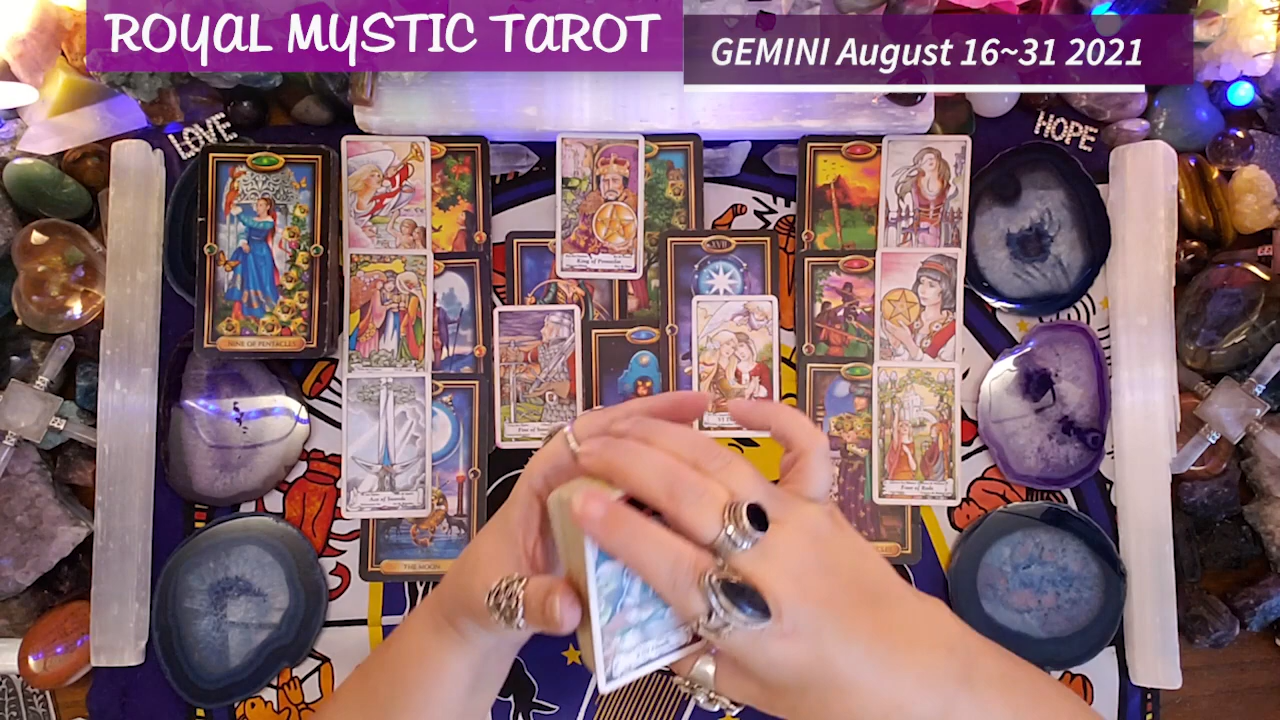 ROYAL MYSTIC TAROT
GEMINI August 16~31 2021
LOVE
HOPE
NINE OF PENTACLES
King of Pentacles
XVII
Ace of Swords
Four of Rods
THE MOON